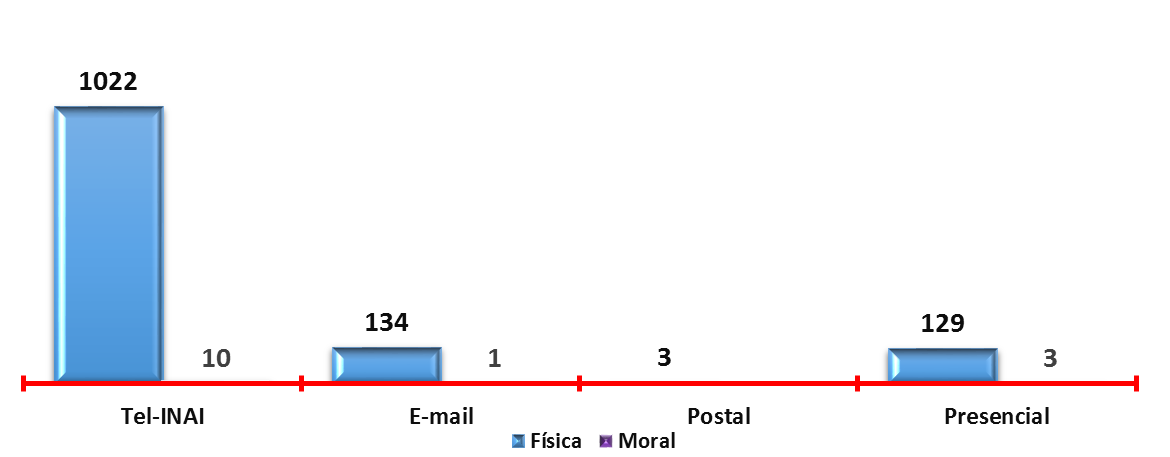 1022
134
129
10
1
3
3
Tel-INAI
E-mail
Postal
Presencial
Física
Moral